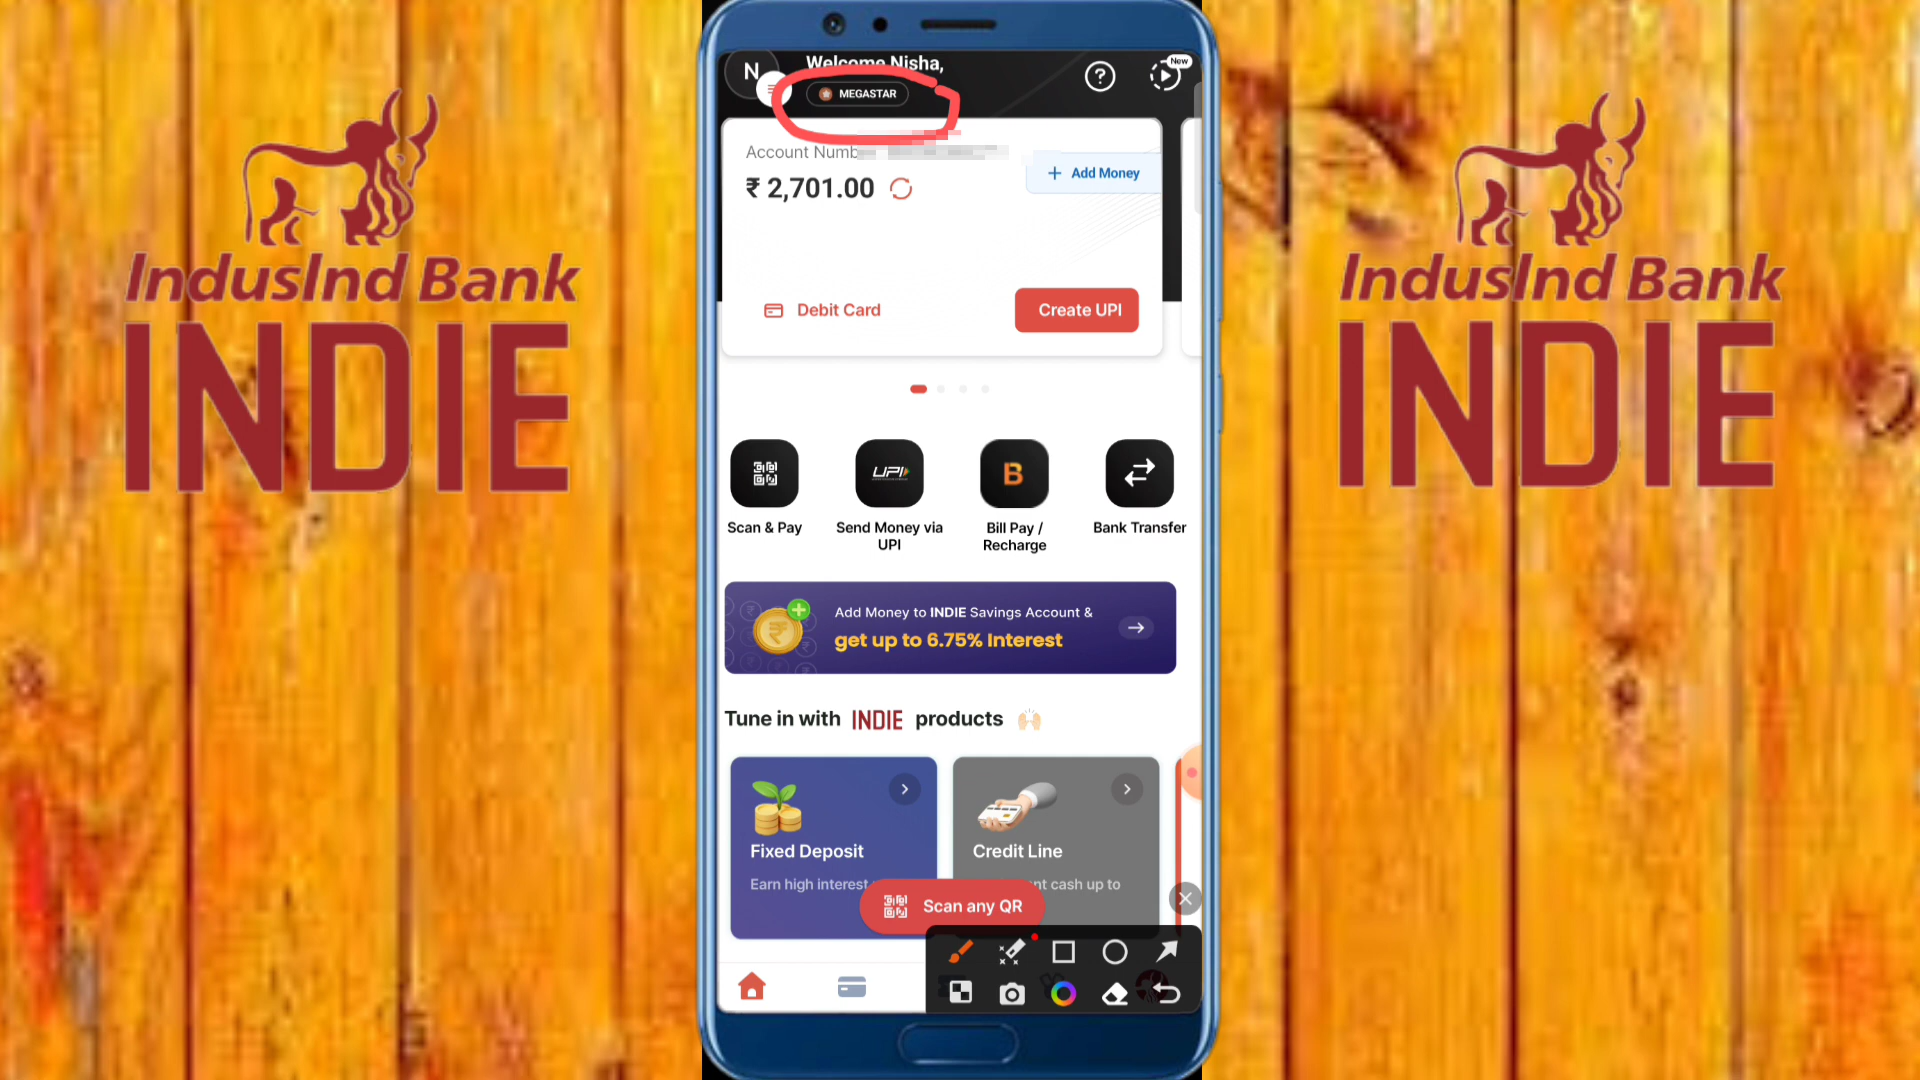 IndusInd Bank
INDIE
N
Welcome Nisha,
MEGASTAR
?
New
Account Numb
₹ 2,701.00
+ Add Money
Debit Card
Create UPI
UPI
B
Scan & Pay
Send Money via
UPI
Bill Pay /
Recharge
Bank Transfer
Add Money to INDIE Savings Account &
get up to 6.75% Interest
Tune in with INDIE products
Fixed Deposit
Earn high interest
Credit Line
nt cash up to
Scan any QR
IndusInd Bank
INDIE